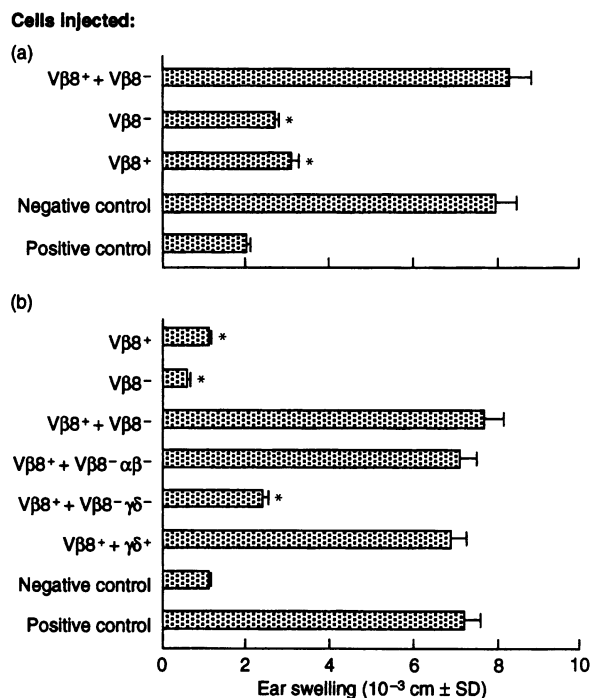 Cells injected:
(a)
Vβ8⁺ + Vβ8⁻
Vβ8⁻
*
Vβ8⁺
*
Negative control
Positive control
(b)
Vβ8⁺
*
Vβ8⁻
*
Vβ8⁺ + Vβ8⁻
Vβ8⁺ + Vβ8⁻ αβ⁻
Vβ8⁺ + Vβ8⁻ γδ⁻
*
Vβ8⁺ + γδ⁺
Negative control
Positive control
0 2 4 6 8 10
Ear swelling (10⁻³ cm ± SD)